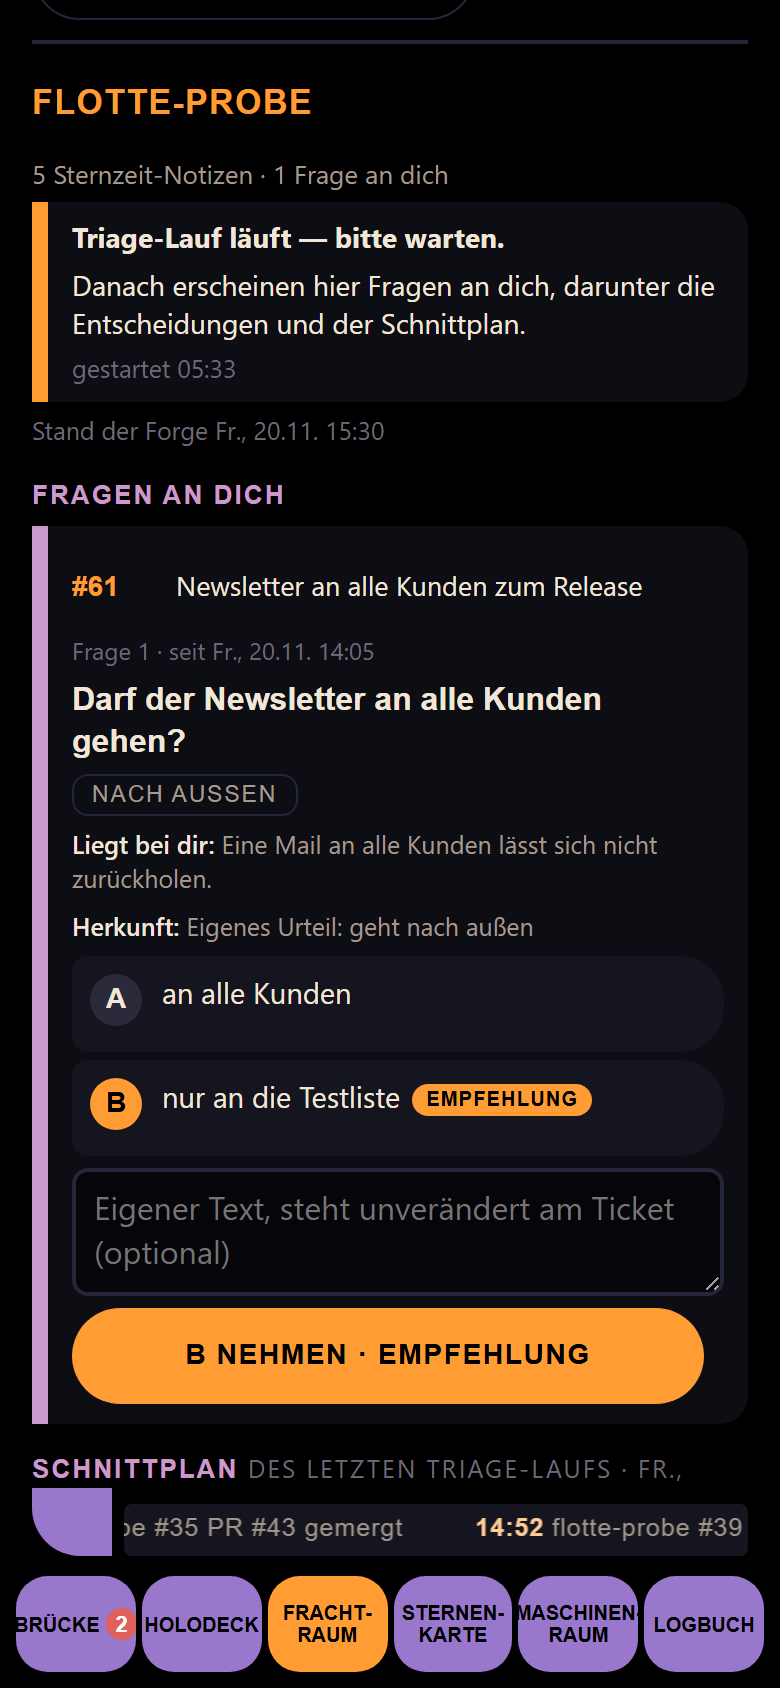 FLOTTE-PROBE
5 Sternzeit-Notizen · 1 Frage an dich
Triage-Lauf läuft — bitte warten.
Danach erscheinen hier Fragen an dich, darunter die
Entscheidungen und der Schnittplan.
gestartet 05:33
Stand der Forge Fr., 20.11. 15:30
FRAGEN AN DICH
#61 Newsletter an alle Kunden zum Release
Frage 1 · seit Fr., 20.11. 14:05
Darf der Newsletter an alle Kunden
gehen?
NACH AUSSEN
Liegt bei dir: Eine Mail an alle Kunden lässt sich nicht
zurückholen.
Herkunft: Eigenes Urteil: geht nach außen
A an alle Kunden
B nur an die Testliste EMPFEHLUNG
Eigener Text, steht unverändert am Ticket
(optional)
B NEHMEN · EMPFEHLUNG
SCHNITTPLAN DES LETZTEN TRIAGE-LAUFS · FR.,
be #35 PR #43 gemergt 14:52 flotte-probe #39
BRÜCKE 2
HOLODECK
FRACHT-
RAUM
STERNEN-
KARTE
MASCHINEN-
RAUM
LOGBUCH